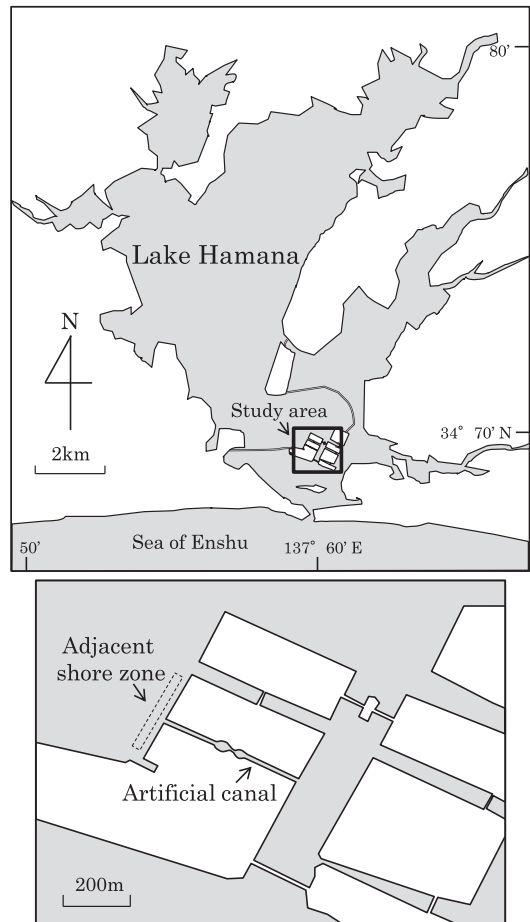 80'
Lake Hamana
N
Study area
2km
34° 70' N
Sea of Enshu
50'
137° 60' E
Adjacent
shore zone
Artificial canal
200m